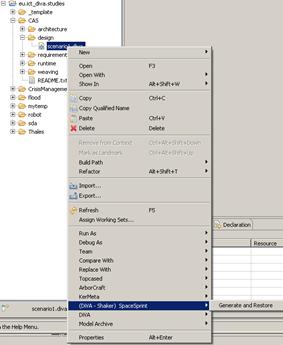 eu.ict_diva.studies
_template
CAS
architecture
design
scenario1.diva
requirement
runtime
weaving
README.txt
CrisisManageme
flood
mytemp
robot
sda
Thales
New
Open F3
Open With
Show In Alt+Shift+W
Copy Ctrl+C
Copy Qualified Name
Paste Ctrl+V
Delete Delete
Remove from Context Ctrl+Alt+Shift+Down
Mark as Landmark Ctrl+Alt+Shift+Up
Build Path
Refactor Alt+Shift+T
Import...
Export...
Refresh F5
Assign Working Sets...
Run As
Debug As
Team
Compare With
Replace With
Topcased
ArborCraft
KerMeta
(DiVA - Shaker) SpaceSprint
Generate and Restore
DiVA
Model Archive
Properties Alt+Enter
Declaration
Resource
scenario1.diva
n the Help Menu.